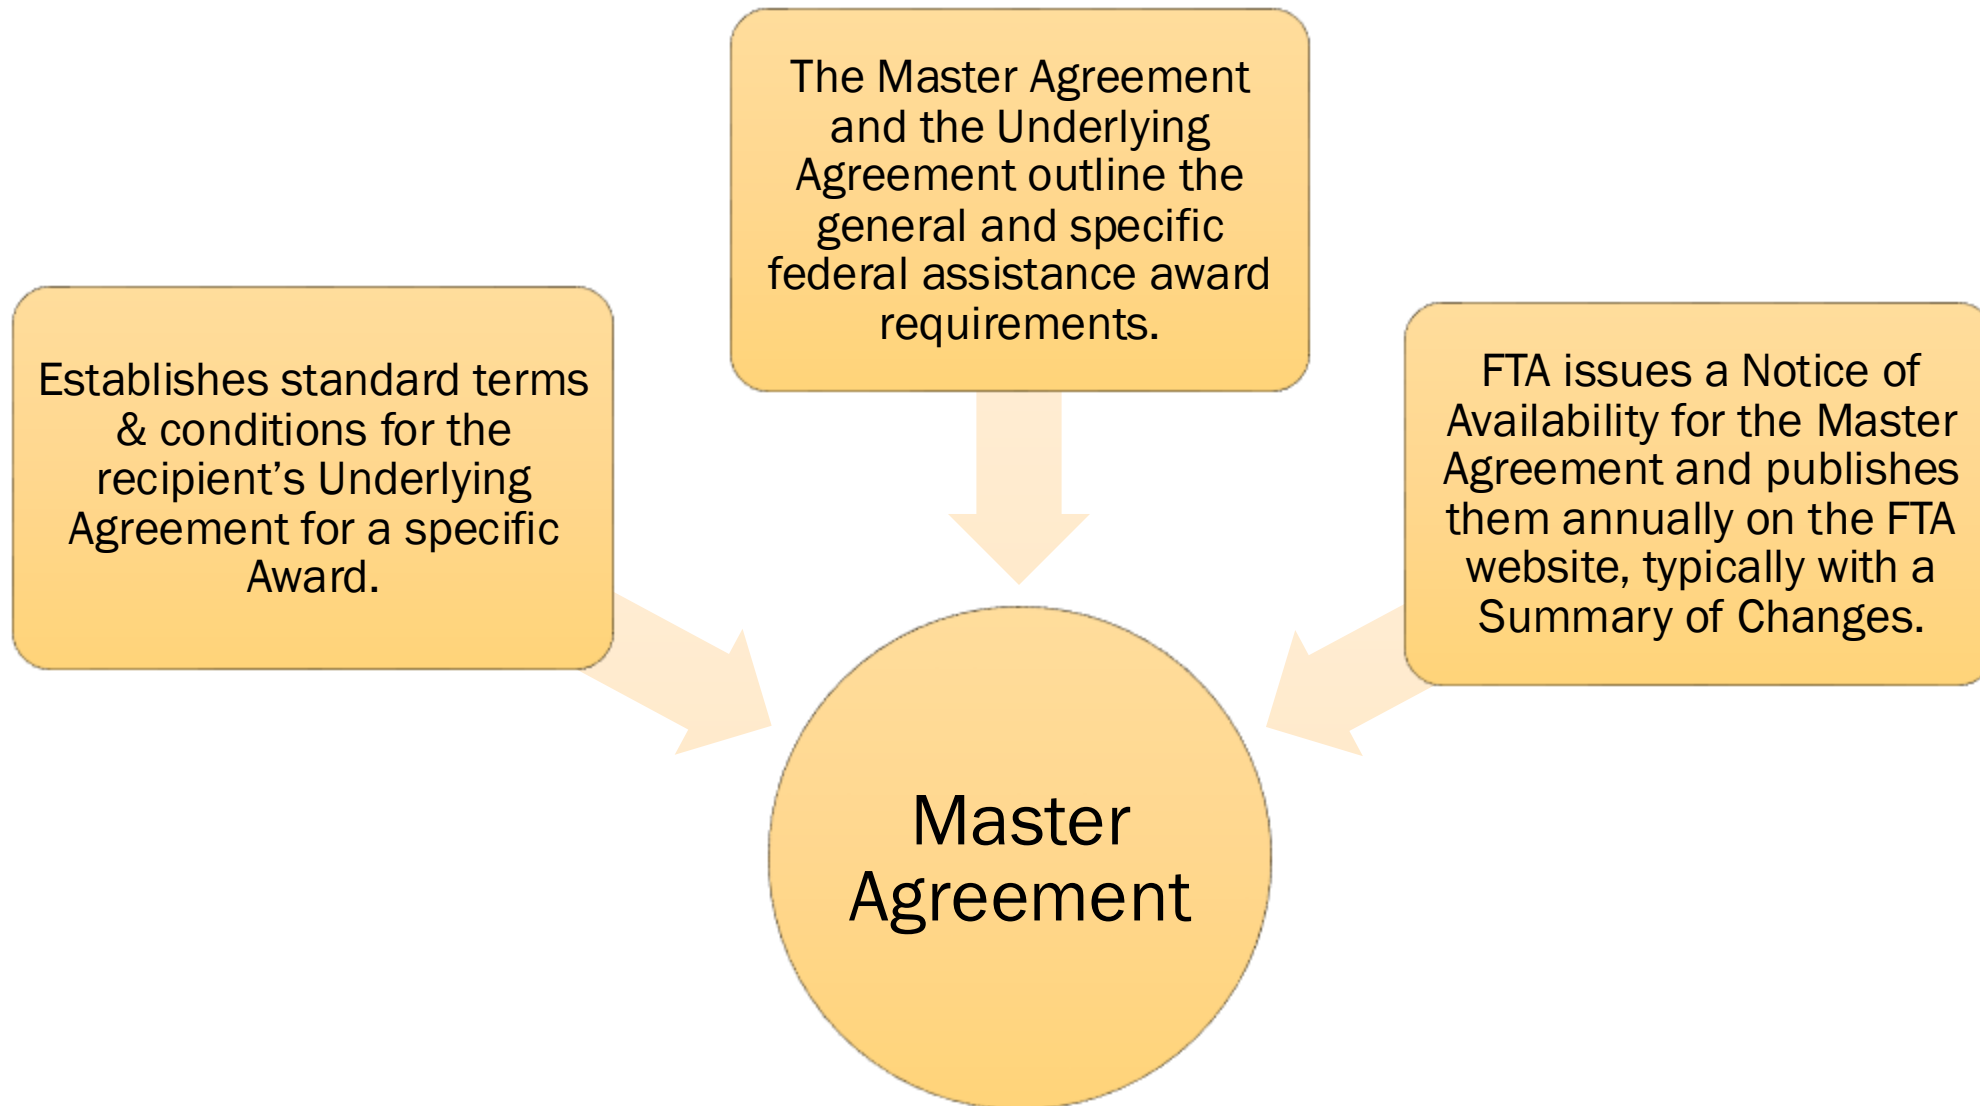 Establishes standard terms
& conditions for the
recipient’s Underlying
Agreement for a specific
Award.
The Master Agreement
and the Underlying
Agreement outline the
general and specific
federal assistance award
requirements.
FTA issues a Notice of
Availability for the Master
Agreement and publishes
them annually on the FTA
website, typically with a
Summary of Changes.
Master
Agreement